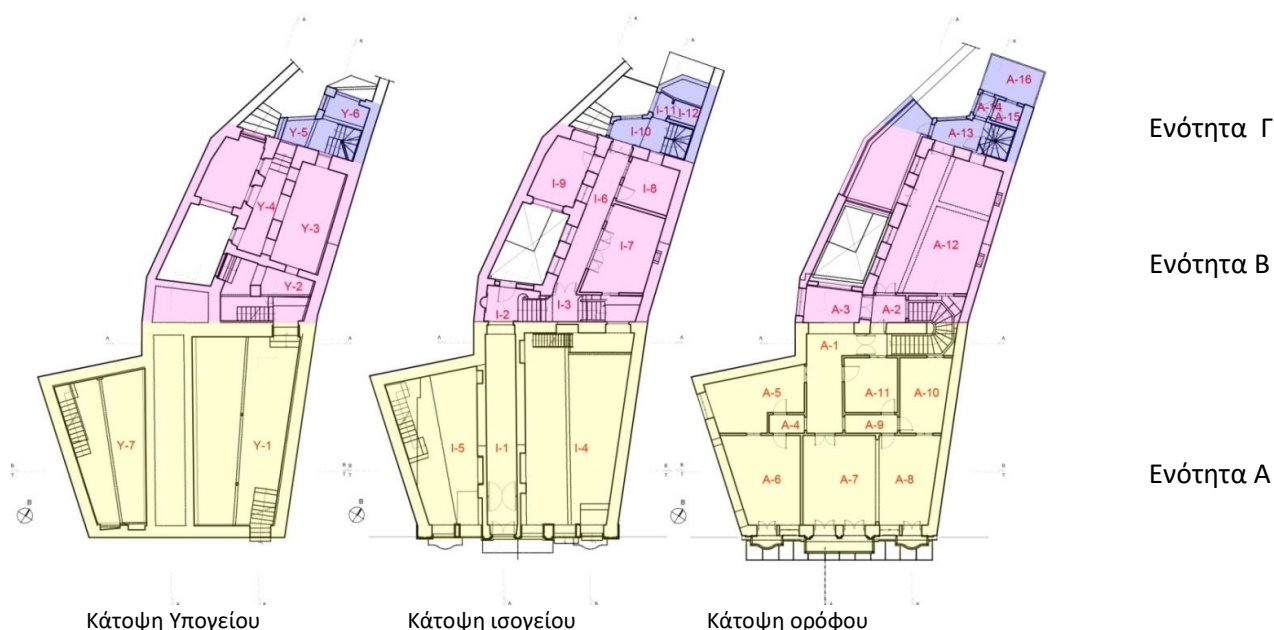 A-16
Y-6
I-11
I-12
A-14
A-15
Y-5
I-10
A-13
Ενότητα Γ
I-9
I-6
I-8
Y-4
Y-3
I-7
A-12
Ενότητα Β
Y-2
I-2
I-3
A-3
A-2
A-1
A-5
A-11
A-10
A-4
A-9
Y-7
Y-1
I-5
I-1
I-4
A-6
A-7
A-8
Ενότητα Α
B
B
B
Κάτοψη Υπογείου
Κάτοψη ισογείου
Κάτοψη ορόφου